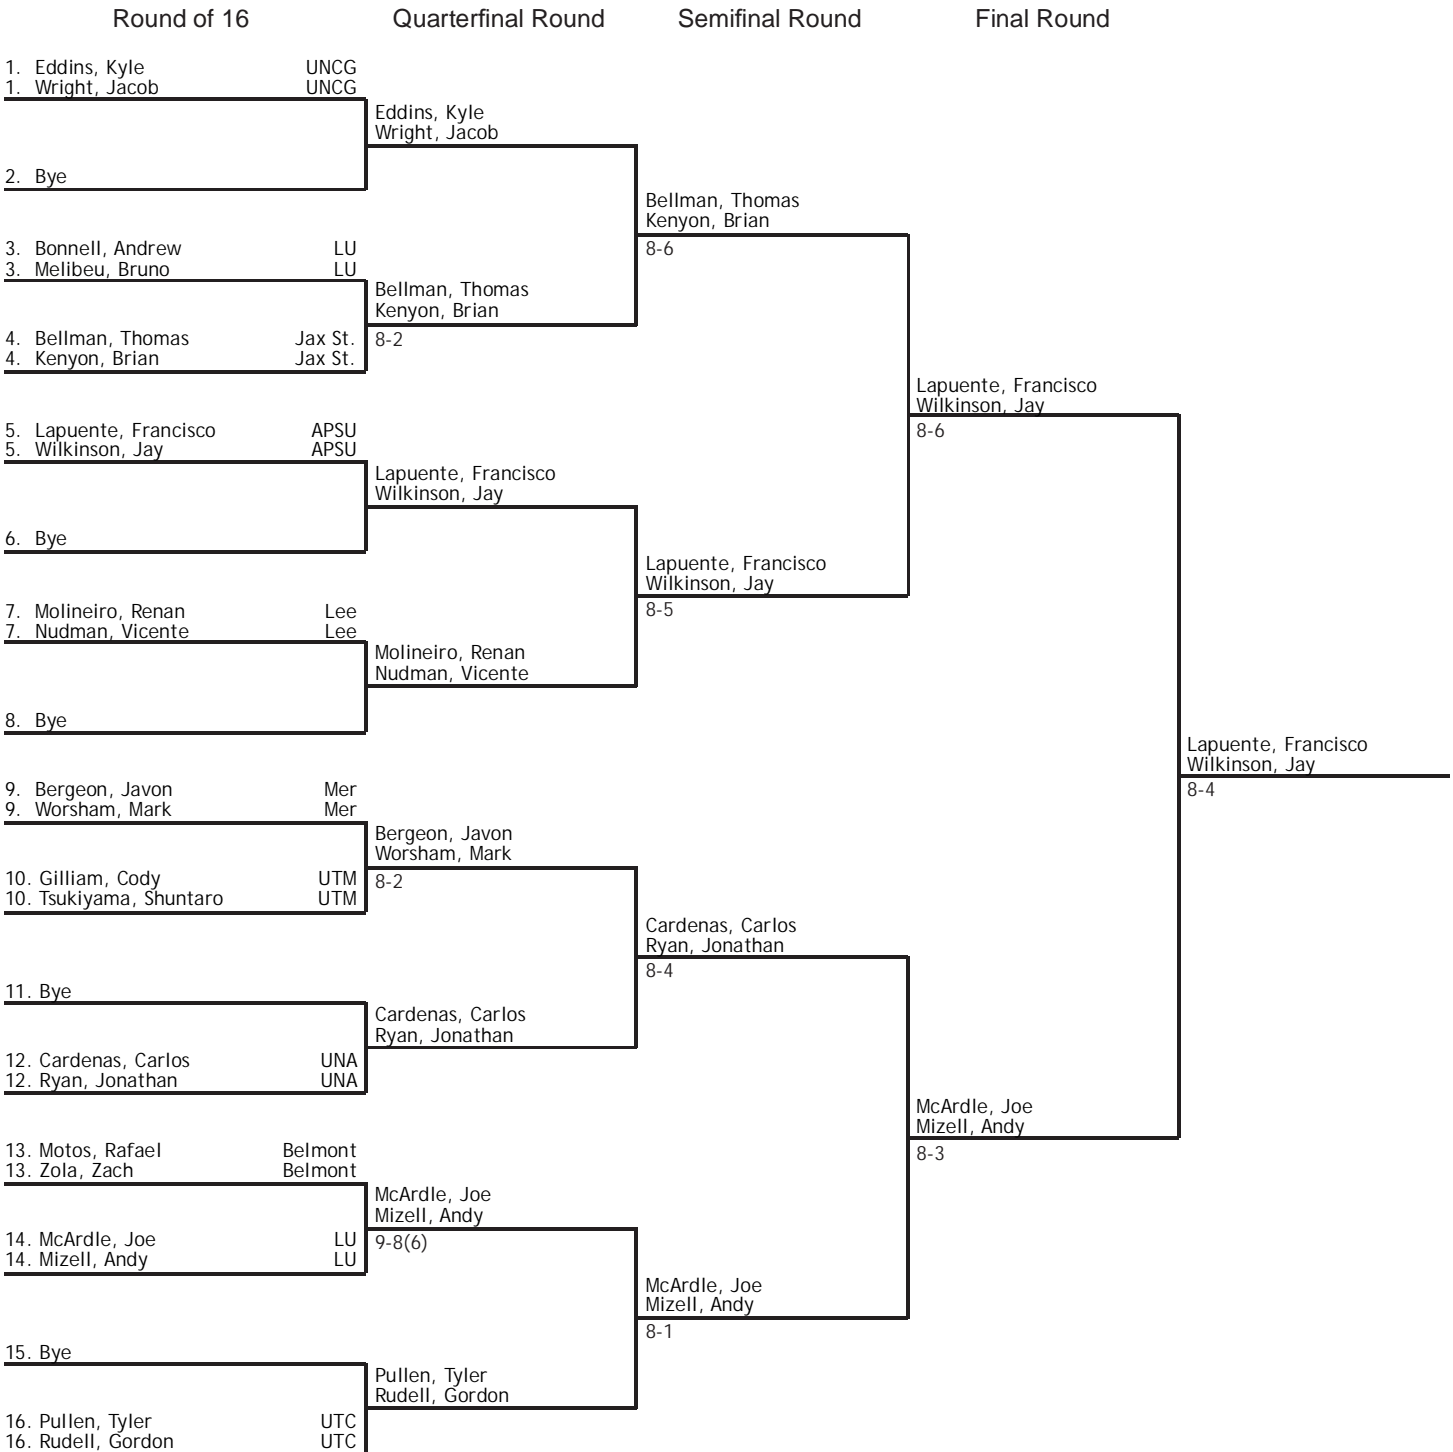 Round of 16 Quarterfinal Round Semifinal Round Final Round
1. Eddins, Kyle UNCG
1. Wright, Jacob UNCG
2. Bye
3. Bonnell, Andrew LU
3. Melibeu, Bruno LU
4. Bellman, Thomas Jax St.
4. Kenyon, Brian Jax St.
5. Lapuente, Francisco APSU
5. Wilkinson, Jay APSU
6. Bye
7. Molineiro, Renan Lee
7. Nudman, Vicente Lee
8. Bye
9. Bergeon, Javon Mer
9. Worsham, Mark Mer
10. Gilliam, Cody UTM
10. Tsukiyama, Shuntaro UTM
11. Bye
12. Cardenas, Carlos UNA
12. Ryan, Jonathan UNA
13. Motos, Rafael Belmont
13. Zola, Zach Belmont
14. McArdle, Joe LU
14. Mizell, Andy LU
15. Bye
16. Pullen, Tyler UTC
16. Rudell, Gordon UTC
Eddins, Kyle
Wright, Jacob
Bellman, Thomas
Kenyon, Brian
8-2
Lapuente, Francisco
Wilkinson, Jay
Molineiro, Renan
Nudman, Vicente
Bergeon, Javon
Worsham, Mark
8-2
Cardenas, Carlos
Ryan, Jonathan
McArdle, Joe
Mizell, Andy
9-8(6)
Pullen, Tyler
Rudell, Gordon
Bellman, Thomas
Kenyon, Brian
8-6
Lapuente, Francisco
Wilkinson, Jay
8-5
Cardenas, Carlos
Ryan, Jonathan
8-4
McArdle, Joe
Mizell, Andy
8-1
Lapuente, Francisco
Wilkinson, Jay
8-6
McArdle, Joe
Mizell, Andy
8-3
Lapuente, Francisco
Wilkinson, Jay
8-4